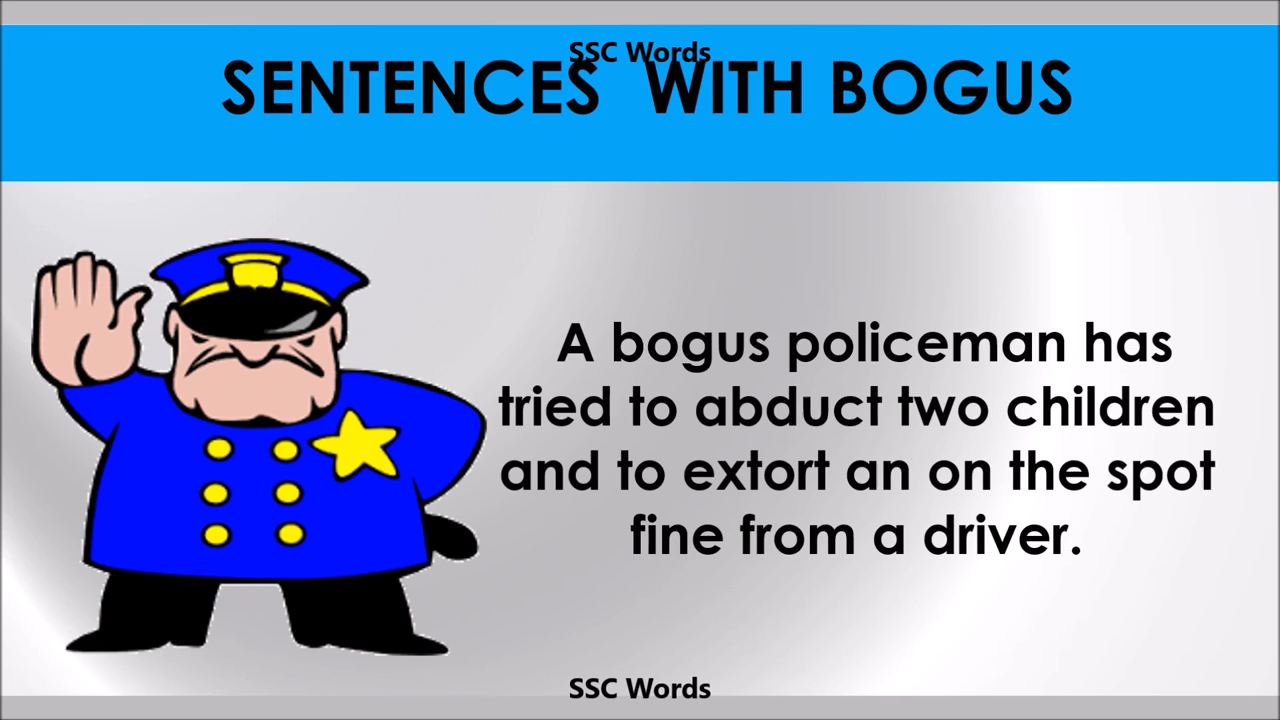 SSC Words
SENTENCES WITH BOGUS
A bogus policeman has
tried to abduct two children
and to extort an on the spot
fine from a driver.
SSC Words